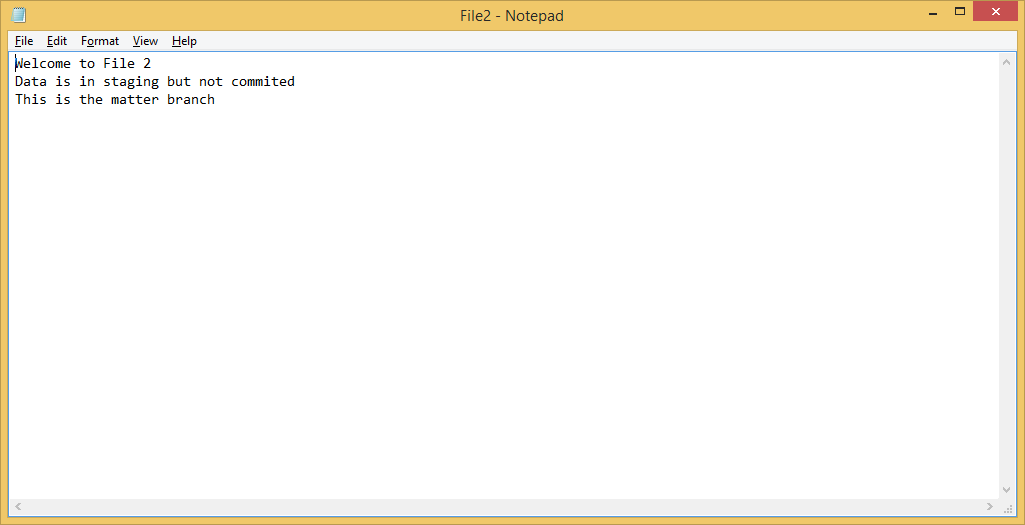 File2 - Notepad
File Edit Format View Help
Welcome to File 2
Data is in staging but not commited
This is the matter branch